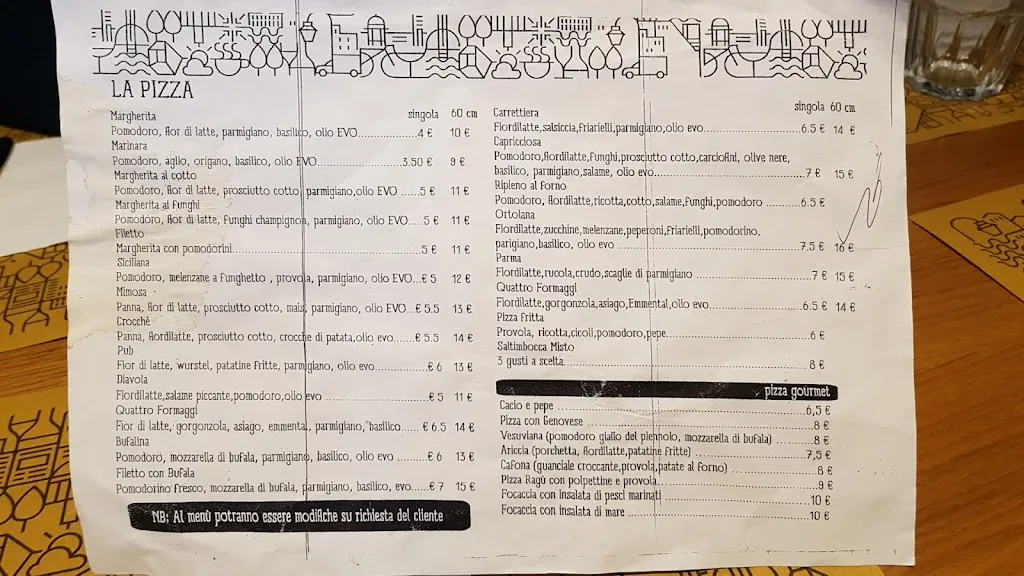 LA PIZZA
singola 60 cm
Margherita
Pomodoro, fior di latte, parmigiano, basilico, olio EVO...................4 € 10 €
Marinara
Pomodoro, aglio, origano, basilico, olio EVO.......................3.50 € 9 €
Margherita al cotto
Pomodoro, fior di latte, prosciutto cotto, parmigiano,olio EVO ......5 € 11 €
Margherita ai funghi
Pomodoro, fior di latte, funghi champignon, parmigiano, olio EVO....5 € 11 €
Filetto
Margherita con pomodorini...................................................5 € 11 €
Siciliana
Pomodoro, melenzane a funghetto , provola, parmigiano, olio EVO..€ 5 12 €
Mimosa
Panna, fior di latte, prosciutto cotto, mais, parmigiano, olio EVO...€ 5.5 13 €
Crocchè
Panna, fiordilatte, prosciutto cotto, crocche di patata,olio evo......€ 5.5 14 €
Pub
Fior di latte, wurstel, patatine fritte, parmigiano, olio evo..............€ 6 13 €
Diavola
Fiordilatte,salame piccante,pomodoro,olio evo ...........................€ 5 11 €
Quattro Formaggi
Fior di latte, gorgonzola, asiago, emmental, parmigiano, basilico..... € 6.5 14 €
Bufalina
Pomodoro, mozzarella di bufala, parmigiano, basilico, olio evo ........€ 6 13 €
Filetto con Bufala
Pomodorino fresco, mozzarella di bufala, parmigiano, basilico, evo....€ 7 15 €
NB: Al menù potranno essere modifiche su richiesta del cliente
singola 60 cm
Carrettiera
Fiordilatte,salsiccia,friarielli,parmigiano,olio evo.........................6.5 € 14 €
Capricciosa
Pomodoro,fiordilatte,funghi,prosciutto cotto,carciofini, olive nere,
basilico, parmigiano,salame, olio evo.....................................7 € 15 €
Ripieno al forno
Pomodoro, fiordilatte,ricotta,cotto,salame,funghi,pomodoro .........6.5 €
Ortolana
Fiordilatte,zucchine,melenzane,peperoni,friarielli,pomodorino,
parigiano,basilico, olio evo ..............................................7.5 € 16 €
Parma
Fiordilatte,rucola,crudo,scaglie di parmigiano ..............................7 € 15 €
Quattro Formaggi
Fiordilatte,gorgonzola,asiago,Emmental,olio evo........................6.5 € 14 €
Pizza Fritta
Provola, ricotta,cicoli,pomodoro,pepe....................................6 €
Saltimbocca Misto
3 gusti a scelta..............................................................8 €
pizza gourmet
Cacio e pepe ..............................................................6,5 €
Pizza con Genovese ........................................................8 €
Vesuviana (pomodoro giallo del piennolo, mozzarella di bufala) ..........8 €
Ariccia (porchetta, fiordilatte,patatine fritte) ............................7,5 €
Cafona (guanciale croccante,provola,patate al forno) ......................8 €
Pizza Ragù con polpettine e provola........................................9 €
Focaccia con insalata di pesci marinati....................................10 €
Focaccia con insalata di mare .............................................10 €